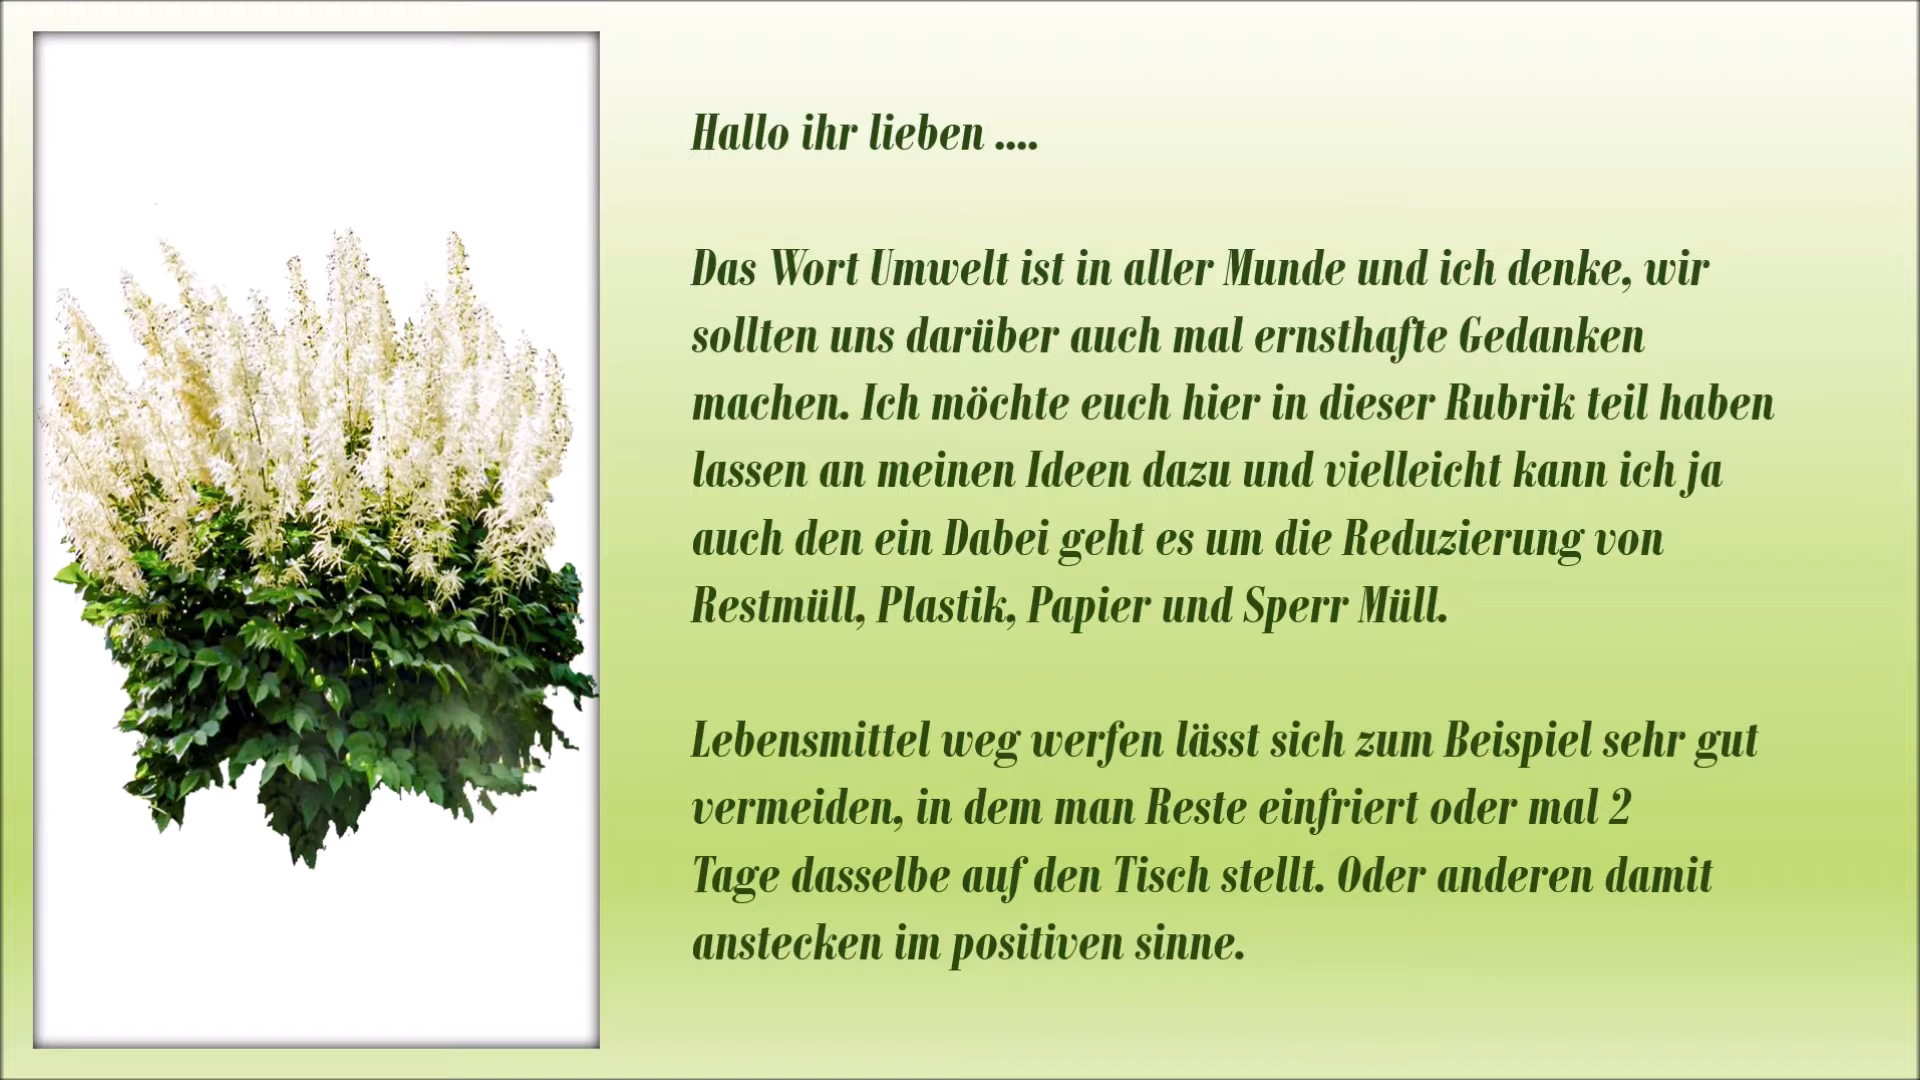 Hallo ihr lieben ....
Das Wort Umwelt ist in aller Munde und ich denke, wir
sollten uns darüber auch mal ernsthafte Gedanken
machen. Ich möchte euch hier in dieser Rubrik teil haben
lassen an meinen Ideen dazu und vielleicht kann ich ja
auch den ein Dabei geht es um die Reduzierung von
Restmüll, Plastik, Papier und Sperr Müll.
Lebensmittel weg werfen lässt sich zum Beispiel sehr gut
vermeiden, in dem man Reste einfriert oder mal 2
Tage dasselbe auf den Tisch stellt. Oder anderen damit
anstecken im positiven sinne.